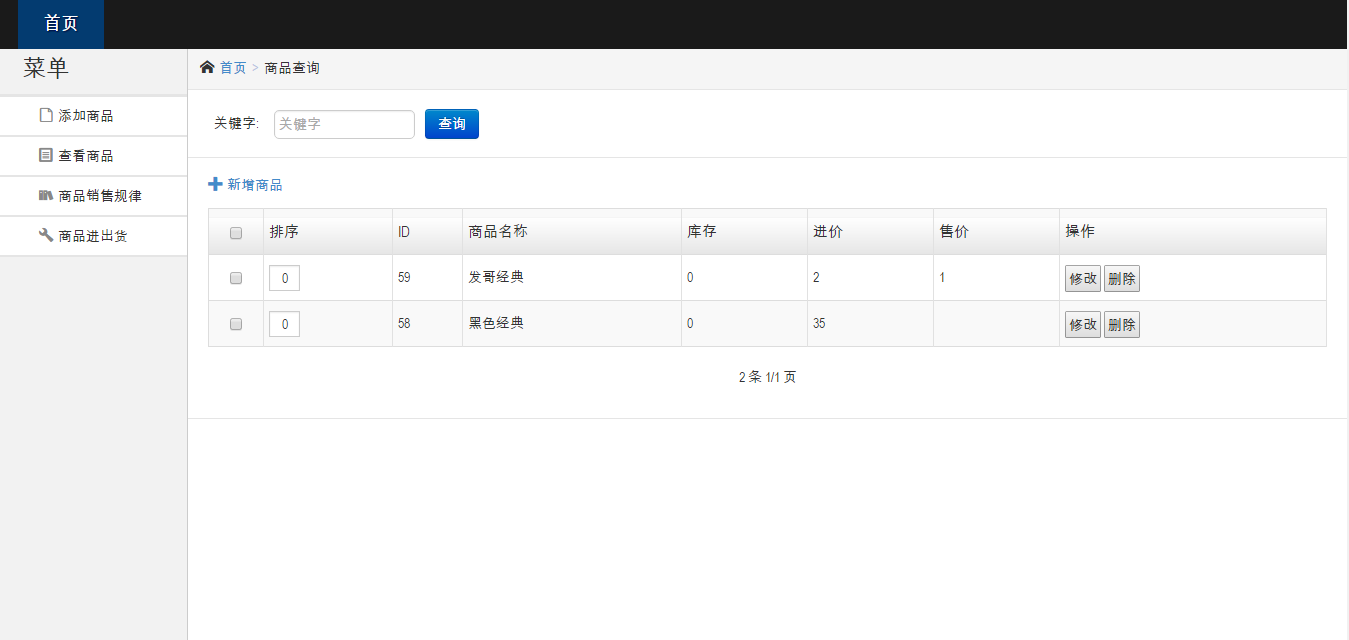 首页
菜单
添加商品
查看商品
商品销售规律
商品进出货
首页 > 商品查询
关键字: 关键字 查询
新增商品
排序 ID 商品名称 库存 进价 售价 操作
0 59 发哥经典 0 2 1 修改 删除
0 58 黑色经典 0 35 修改 删除
2 条 1/1 页